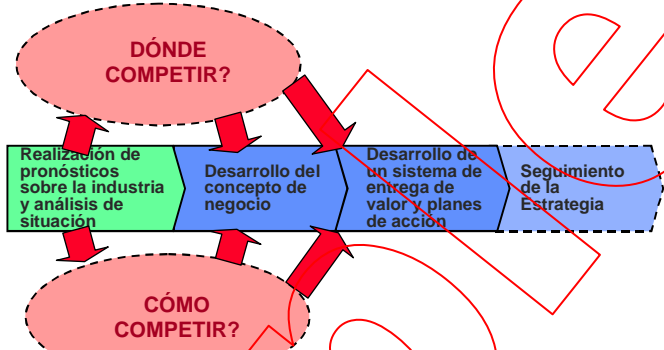 DÓNDE
COMPETIR?
Realización de
pronósticos
sobre la industria
y análisis de
situación
Desarrollo del
concepto de
negocio
Desarrollo de
un sistema de
entrega de
valor y planes
de acción
Seguimiento
de la
Estrategia
CÓMO
COMPETIR?